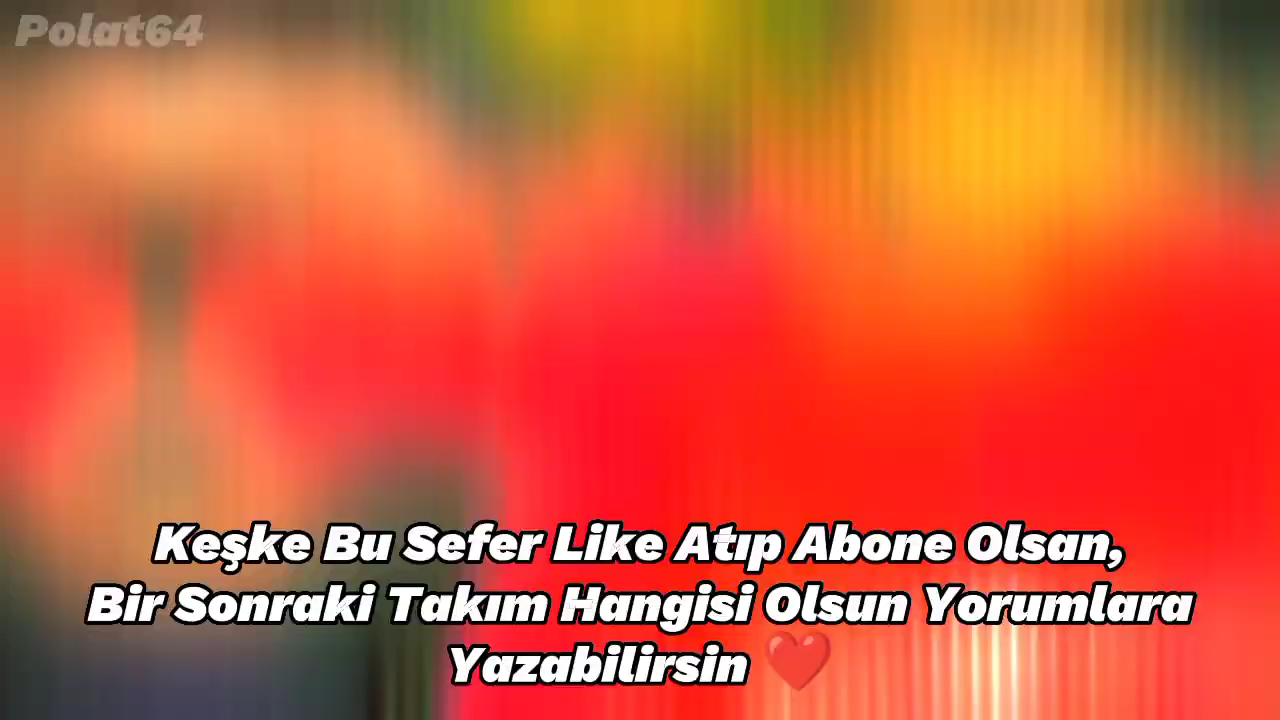 Polat64
Keşke Bu Sefer Like Atıp Abone Olsan,
Bir Sonraki Takım Hangisi Olsun Yorumlara
Yazabilirsin ❤️